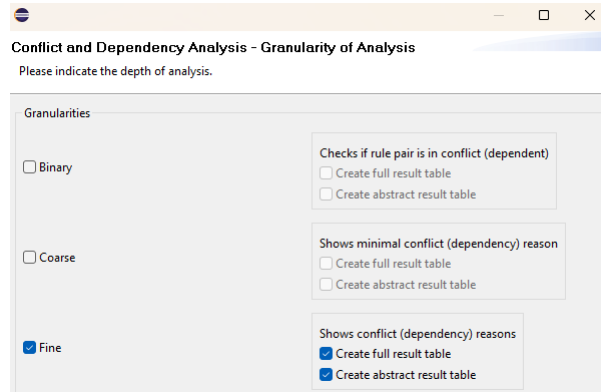 Conflict and Dependency Analysis - Granularity of Analysis
Please indicate the depth of analysis.
Granularities
Binary
Checks if rule pair is in conflict (dependent)
Create full result table
Create abstract result table
Coarse
Shows minimal conflict (dependency) reason
Create full result table
Create abstract result table
Fine
Shows conflict (dependency) reasons
Create full result table
Create abstract result table